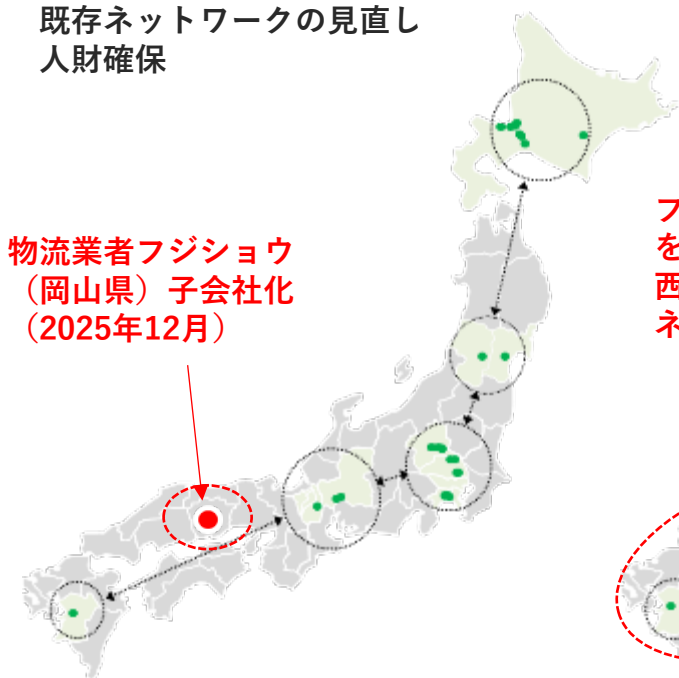 既存ネットワークの見直し
人財確保
物流業者フジショウ
（岡山県）子会社化
（2025年12月）
フ
を
西
ネ